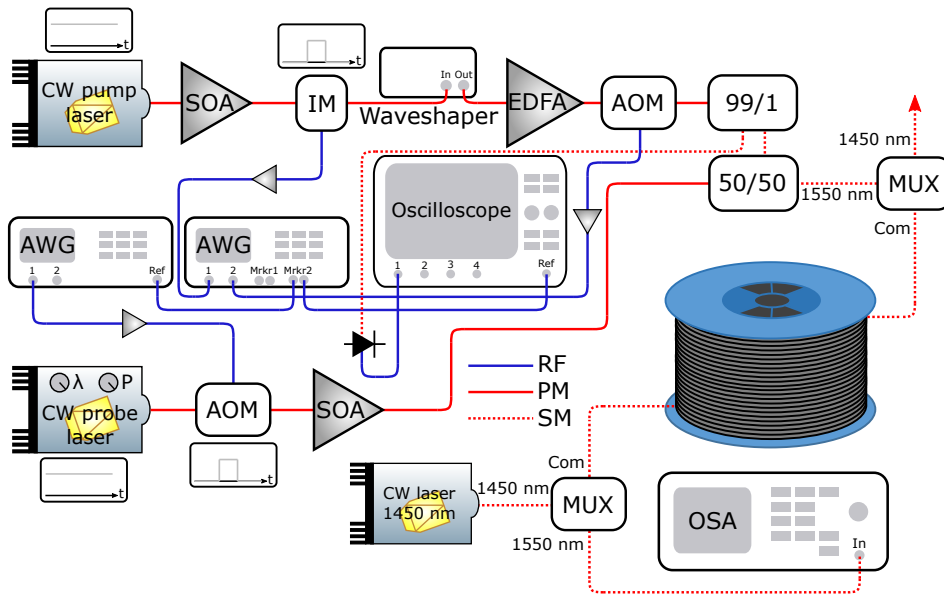 t
t
CW pump
laser
SOA
IM
In Out
Waveshaper
EDFA
AOM
99/1
1450 nm
50/50
1550 nm
MUX
Com
Oscilloscope
1
2
3
4
Ref
AWG
1
2
Ref
AWG
1
2
Mrkr1
Mrkr2
λ
P
CW probe
laser
t
AOM
t
SOA
RF
PM
SM
Com
CW laser
1450 nm
1450 nm
MUX
1550 nm
OSA
In